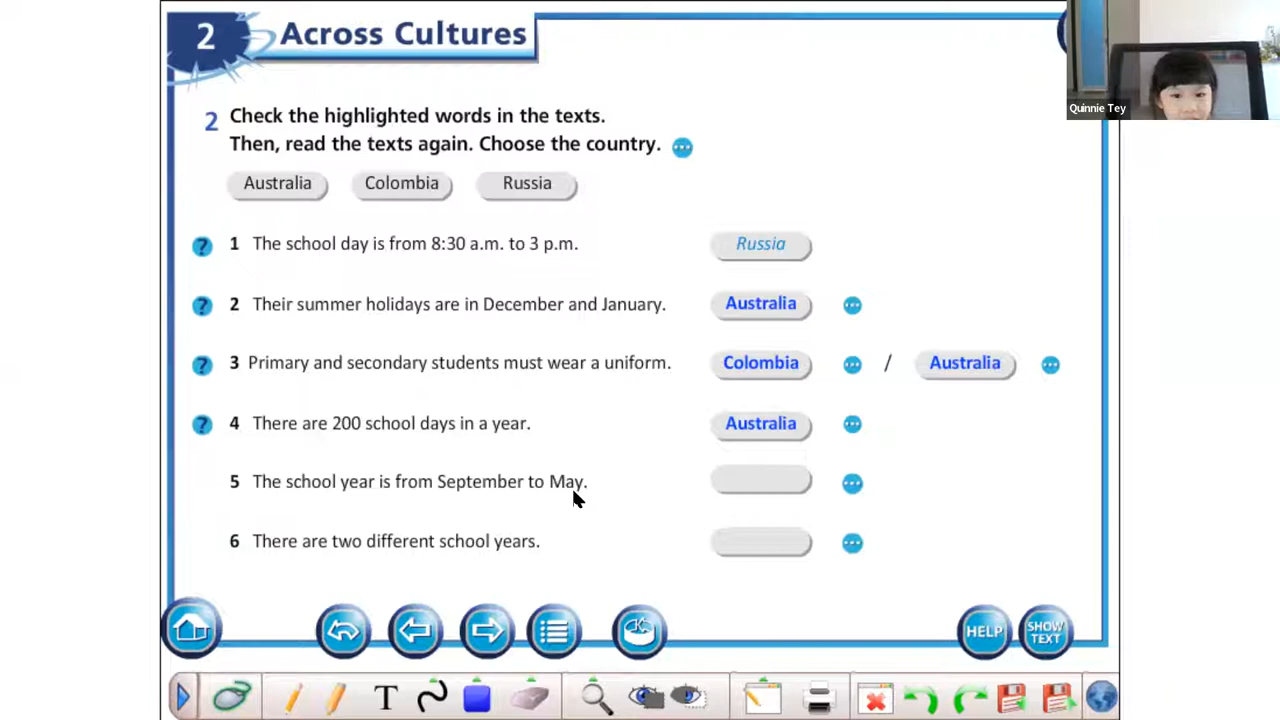 2 Across Cultures
Quinnie Tey
2 Check the highlighted words in the texts.
Then, read the texts again. Choose the country.
Australia Colombia Russia
? 1 The school day is from 8:30 a.m. to 3 p.m. Russia
? 2 Their summer holidays are in December and January. Australia
? 3 Primary and secondary students must wear a uniform. Colombia / Australia
? 4 There are 200 school days in a year. Australia
5 The school year is from September to May.
6 There are two different school years.
HELP SHOW
TEXT
T